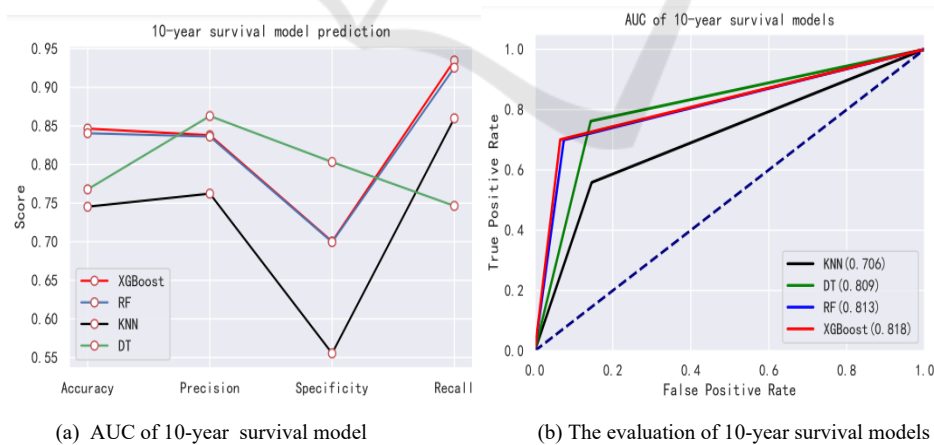 10-year survival model prediction
0.95
0.90
0.85
0.80
0.75
0.70
0.65
0.60
0.55
Score
XGBoost
RF
KNN
DT
Accuracy Precision Specificity Recall
(a) AUC of 10-year survival model
AUC of 10-year survival models
1.0
0.8
0.6
0.4
0.2
0.0
True Positive Rate
KNN(0.706)
DT(0.809)
RF(0.813)
XGBoost(0.818)
0.0 0.2 0.4 0.6 0.8 1.0
False Positive Rate
(b) The evaluation of 10-year survival models